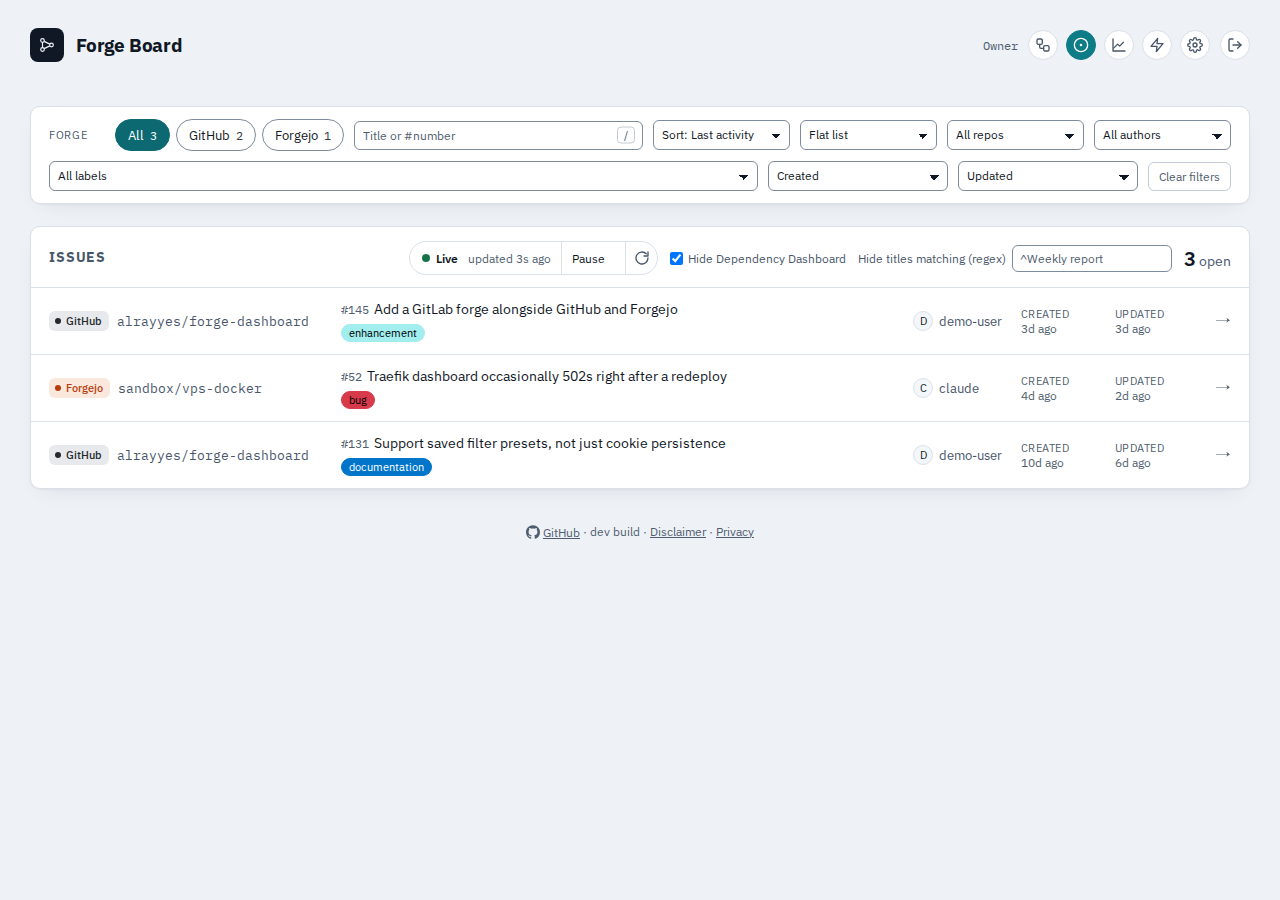 Forge Board
Owner
FORGE
All 3
GitHub 2
Forgejo 1
Title or #number
/
Sort: Last activity
Flat list
All repos
All authors
All labels
Created
Updated
Clear filters
ISSUES
Live updated 3s ago
Pause
Hide Dependency Dashboard
Hide titles matching (regex)
^Weekly report
3 open
GitHub alrayyes/forge-dashboard
#145 Add a GitLab forge alongside GitHub and Forgejo
enhancement
D demo-user
CREATED
3d ago
UPDATED
3d ago
→
Forgejo sandbox/vps-docker
#52 Traefik dashboard occasionally 502s right after a redeploy
bug
C claude
CREATED
4d ago
UPDATED
2d ago
→
GitHub alrayyes/forge-dashboard
#131 Support saved filter presets, not just cookie persistence
documentation
D demo-user
CREATED
10d ago
UPDATED
6d ago
→
GitHub · dev build · Disclaimer · Privacy